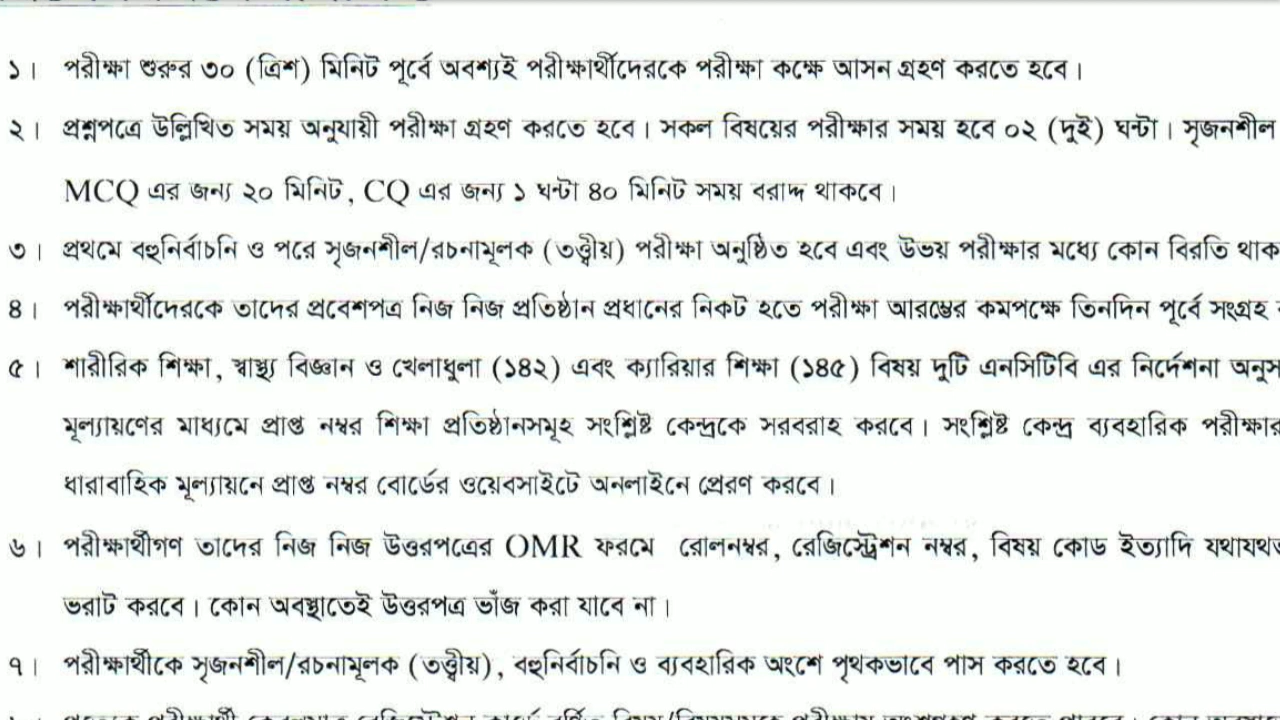 ১। পরীক্ষা শুরুর ৩০ (ত্রিশ) মিনিট পূর্বে অবশ্যই পরীক্ষার্থীদেরকে পরীক্ষা কক্ষে আসন গ্রহণ করতে হবে।
২। প্রশ্নপত্রে উল্লিখিত সময় অনুযায়ী পরীক্ষা গ্রহণ করতে হবে। সকল বিষয়ের পরীক্ষার সময় হবে ০২ (দুই) ঘন্টা। সৃজনশীল
MCQ এর জন্য ২০ মিনিট, CQ এর জন্য ১ ঘন্টা ৪০ মিনিট সময় বরাদ্দ থাকবে।
৩। প্রথমে বহুনির্বাচনি ও পরে সৃজনশীল/রচনামূলক (তত্ত্বীয়) পরীক্ষা অনুষ্ঠিত হবে এবং উভয় পরীক্ষার মধ্যে কোন বিরতি থাক
৪। পরীক্ষার্থীদেরকে তাদের প্রবেশপত্র নিজ নিজ প্রতিষ্ঠান প্রধানের নিকট হতে পরীক্ষা আরম্ভের কমপক্ষে তিনদিন পূর্বে সংগ্রহ
৫। শারীরিক শিক্ষা, স্বাস্থ্য বিজ্ঞান ও খেলাধুলা (১৪২) এবং ক্যারিয়ার শিক্ষা (১৪৫) বিষয় দুটি এনসিটিবি এর নির্দেশনা অনুস
মূল্যায়ণের মাধ্যমে প্রাপ্ত নম্বর শিক্ষা প্রতিষ্ঠানসমূহ সংশ্লিষ্ট কেন্দ্রকে সরবরাহ করবে। সংশ্লিষ্ট কেন্দ্র ব্যবহারিক পরীক্ষার
ধারাবাহিক মূল্যায়নে প্রাপ্ত নম্বর বোর্ডের ওয়েবসাইটে অনলাইনে প্রেরণ করবে।
৬। পরীক্ষার্থীগণ তাদের নিজ নিজ উত্তরপত্রের OMR ফরমে রোলনম্বর, রেজিস্ট্রেশন নম্বর, বিষয় কোড ইত্যাদি যথাযথভ
ভরাট করবে। কোন অবস্থাতেই উত্তরপত্র ভাঁজ করা যাবে না।
৭। পরীক্ষার্থীকে সৃজনশীল/রচনামূলক (তত্ত্বীয়), বহুনির্বাচনি ও ব্যবহারিক অংশে পৃথকভাবে পাস করতে হবে।